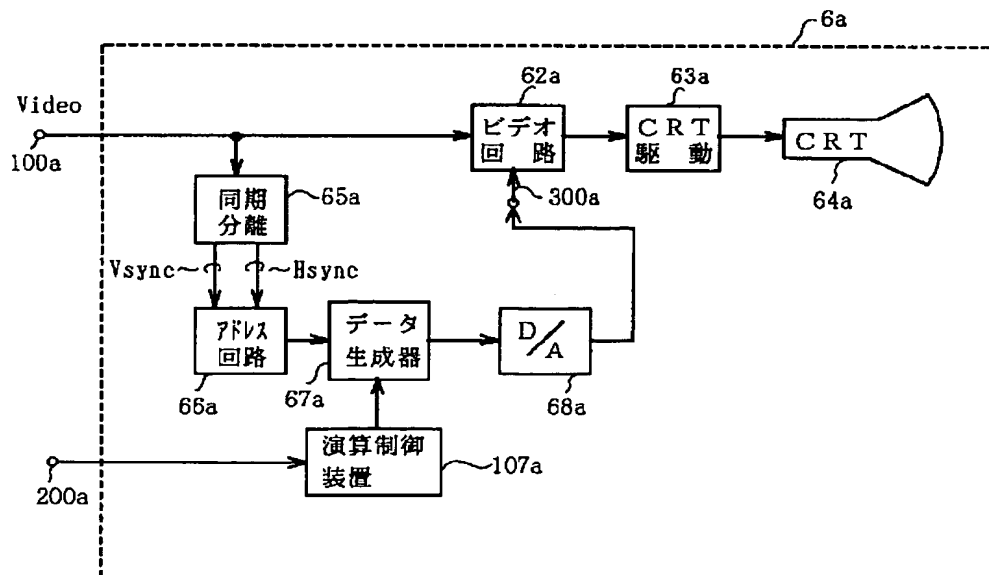 6a
Video
100a
62a
ビデオ
回路
63a
CRT
駆動
CRT
64a
300a
同期
分離
65a
Vsync
Hsync
アドレス
回路
66a
データ
生成器
67a
D/A
68a
演算制御
装置
107a
200a